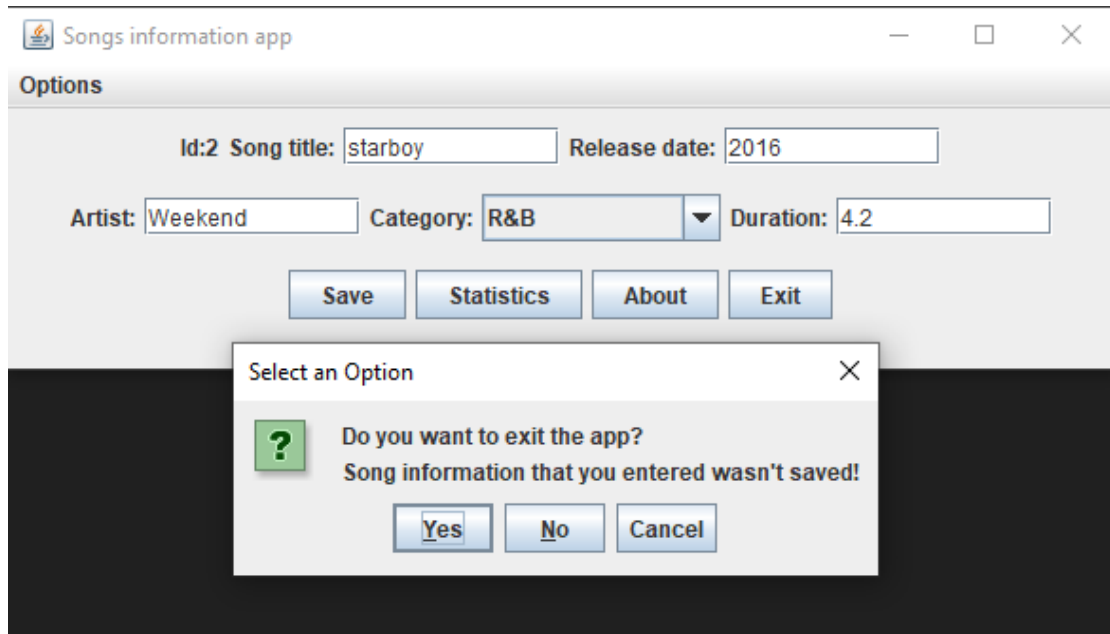 Songs information app
Options
Id:2 Song title: starboy Release date: 2016
Artist: Weekend Category: R&B Duration: 4.2
Save Statistics About Exit
Select an Option
?
Do you want to exit the app?
Song information that you entered wasn't saved!
Yes No Cancel